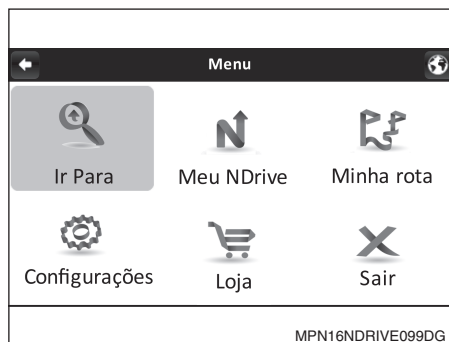 Menu
Ir Para
Meu NDrive
Minha rota
Configurações
Loja
Sair
MPN16NDRIVE099DG